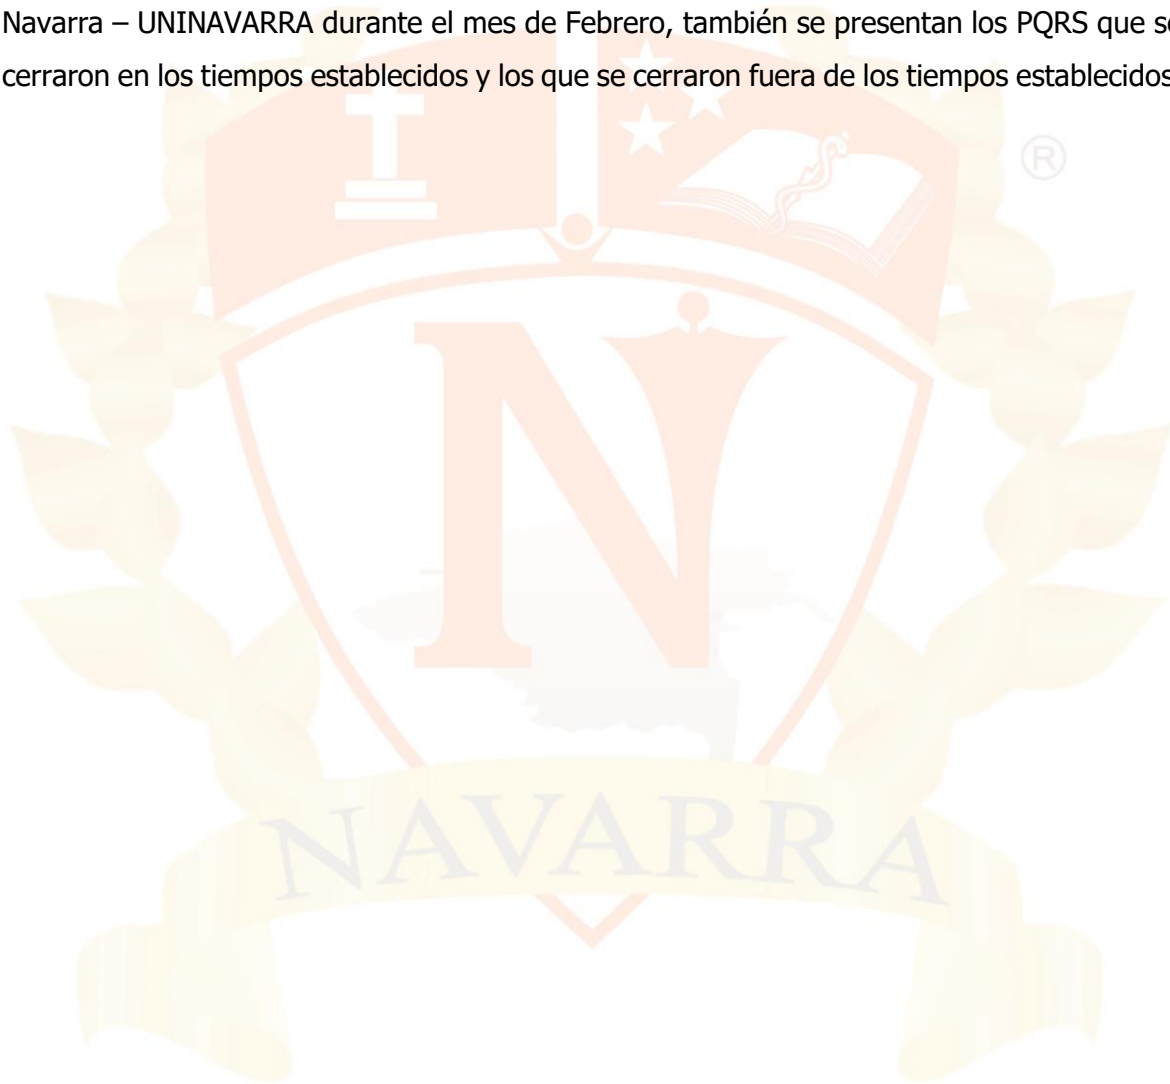 Navarra – UNINAVARRA durante el mes de Febrero, también se presentan los PQRS que se
cerraron en los tiempos establecidos y los que se cerraron fuera de los tiempos establecidos
®
N
NAVARRA